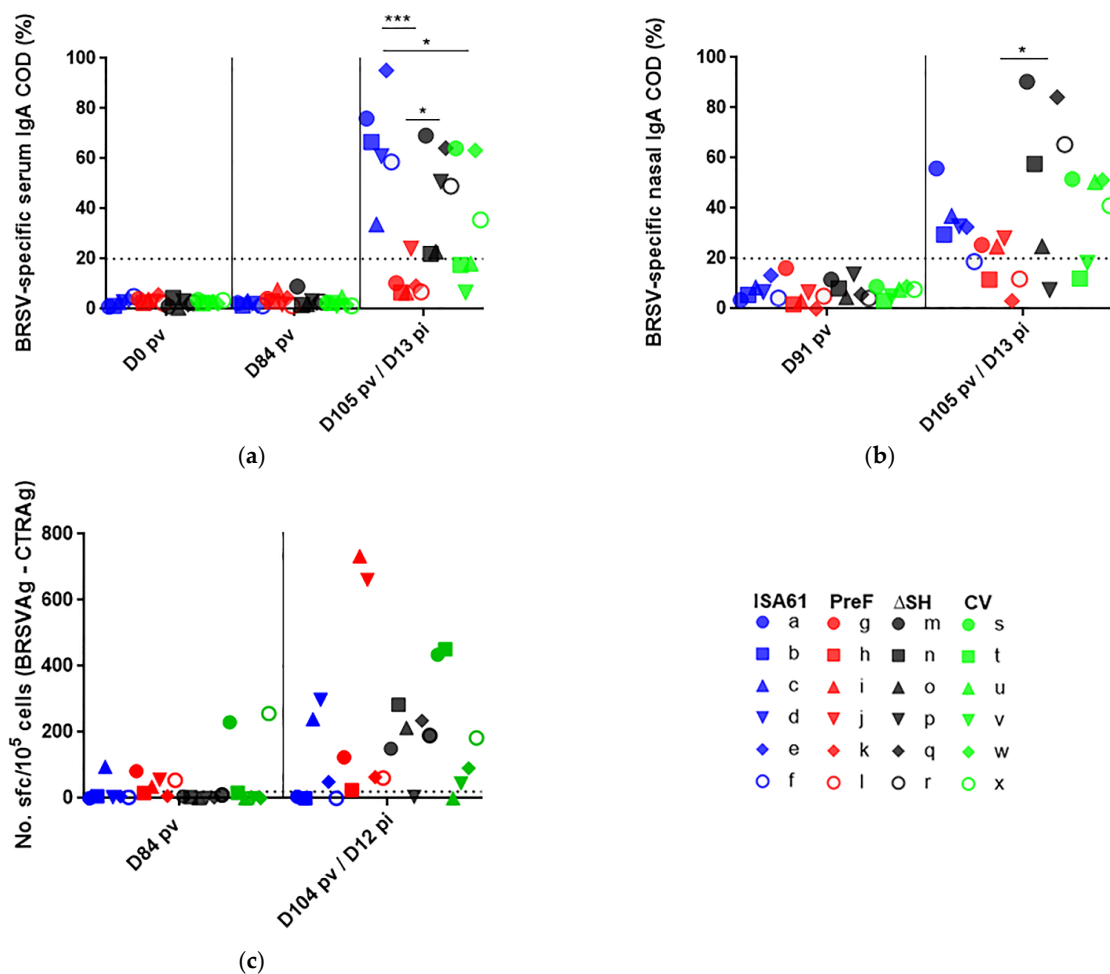 (a)
BRSV-specific serum IgA COD (%)
100
80
60
40
20
0
***
*
*
D0 pv
D84 pv
D105 pv / D13 pi
(b)
BRSV-specific nasal IgA COD (%)
100
80
60
40
20
0
*
D91 pv
D105 pv / D13 pi
(c)
No. sfc/10⁵ cells (BRSVAg - CTRAg)
800
600
400
200
0
D84 pv
D104 pv / D12 pi
ISA61 PreF ΔSH CV
a g m s
b h n t
c i o u
d j p v
e k q w
f l r x